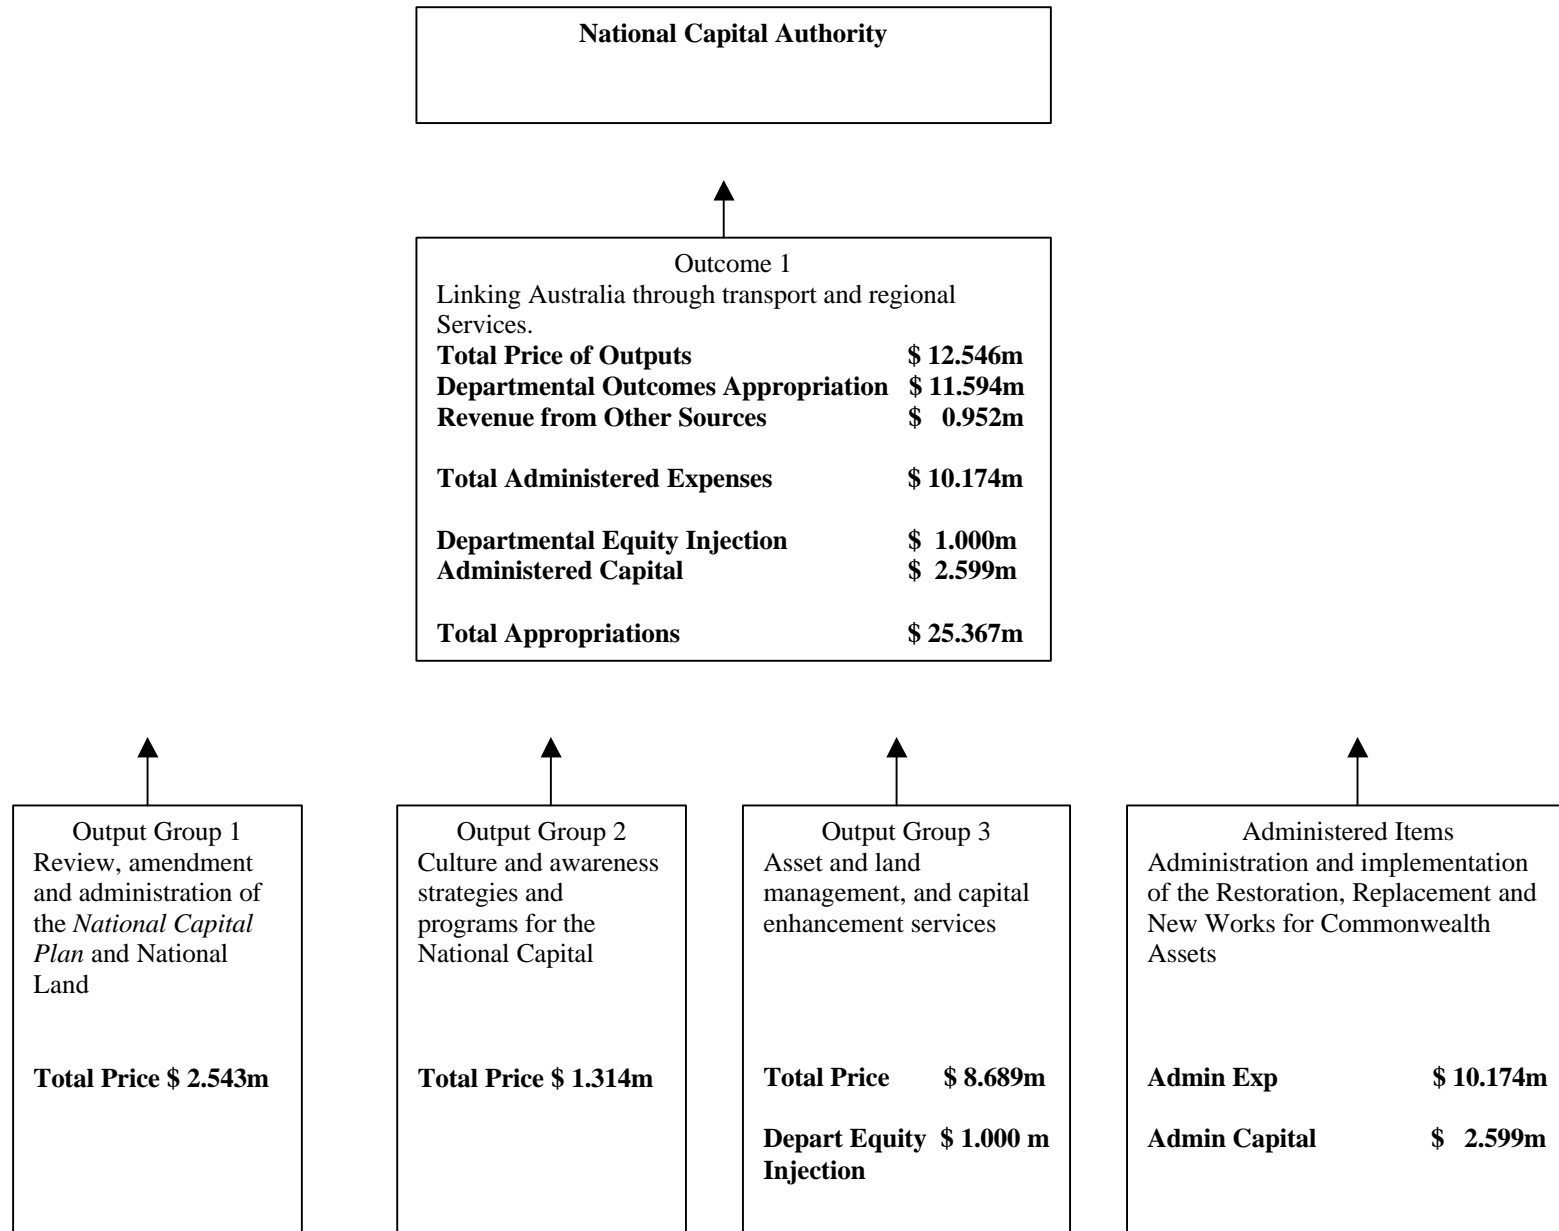 National Capital Authority
Outcome 1
Linking Australia through transport and regional
Services.
Total Price of Outputs $ 12.546m
Departmental Outcomes Appropriation $ 11.594m
Revenue from Other Sources $ 0.952m
Total Administered Expenses $ 10.174m
Departmental Equity Injection $ 1.000m
Administered Capital $ 2.599m
Total Appropriations $ 25.367m
Output Group 1
Review, amendment
and administration of
the National Capital
Plan and National
Land
Total Price $ 2.543m
Output Group 2
Culture and awareness
strategies and
programs for the
National Capital
Total Price $ 1.314m
Output Group 3
Asset and land
management, and capital
enhancement services
Total Price $ 8.689m
Depart Equity $ 1.000 m
Injection
Administered Items
Administration and implementation
of the Restoration, Replacement and
New Works for Commonwealth
Assets
Admin Exp $ 10.174m
Admin Capital $ 2.599m